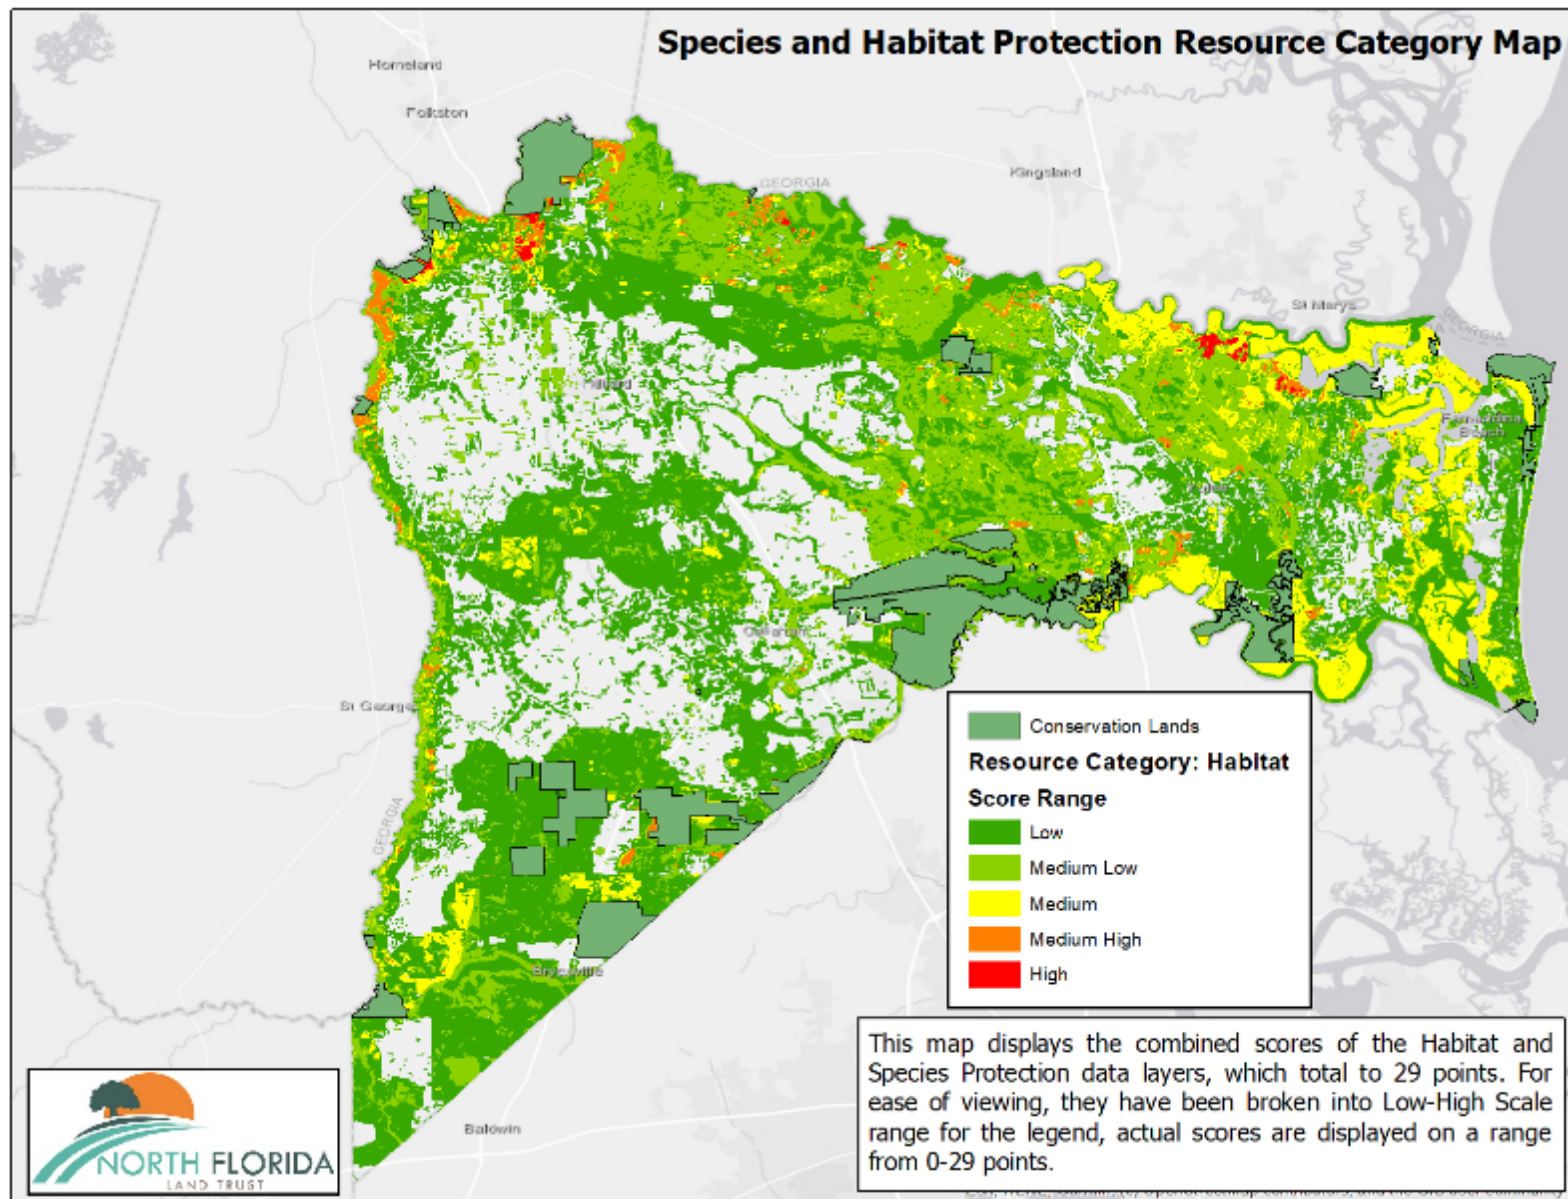 Species and Habitat Protection Resource Category Map
Homeland
Folkston
Kingsland
GEORGIA
St Marys
GEORGIA
Hilliard
Fernandina
Beach
Callahan
St George
GEORGIA
Bryceville
Baldwin
Conservation Lands
Resource Category: Habitat
Score Range
Low
Medium Low
Medium
Medium High
High
This map displays the combined scores of the Habitat and
Species Protection data layers, which total to 29 points. For
ease of viewing, they have been broken into Low-High Scale
range for the legend, actual scores are displayed on a range
from 0-29 points.
NORTH FLORIDA
LAND TRUST